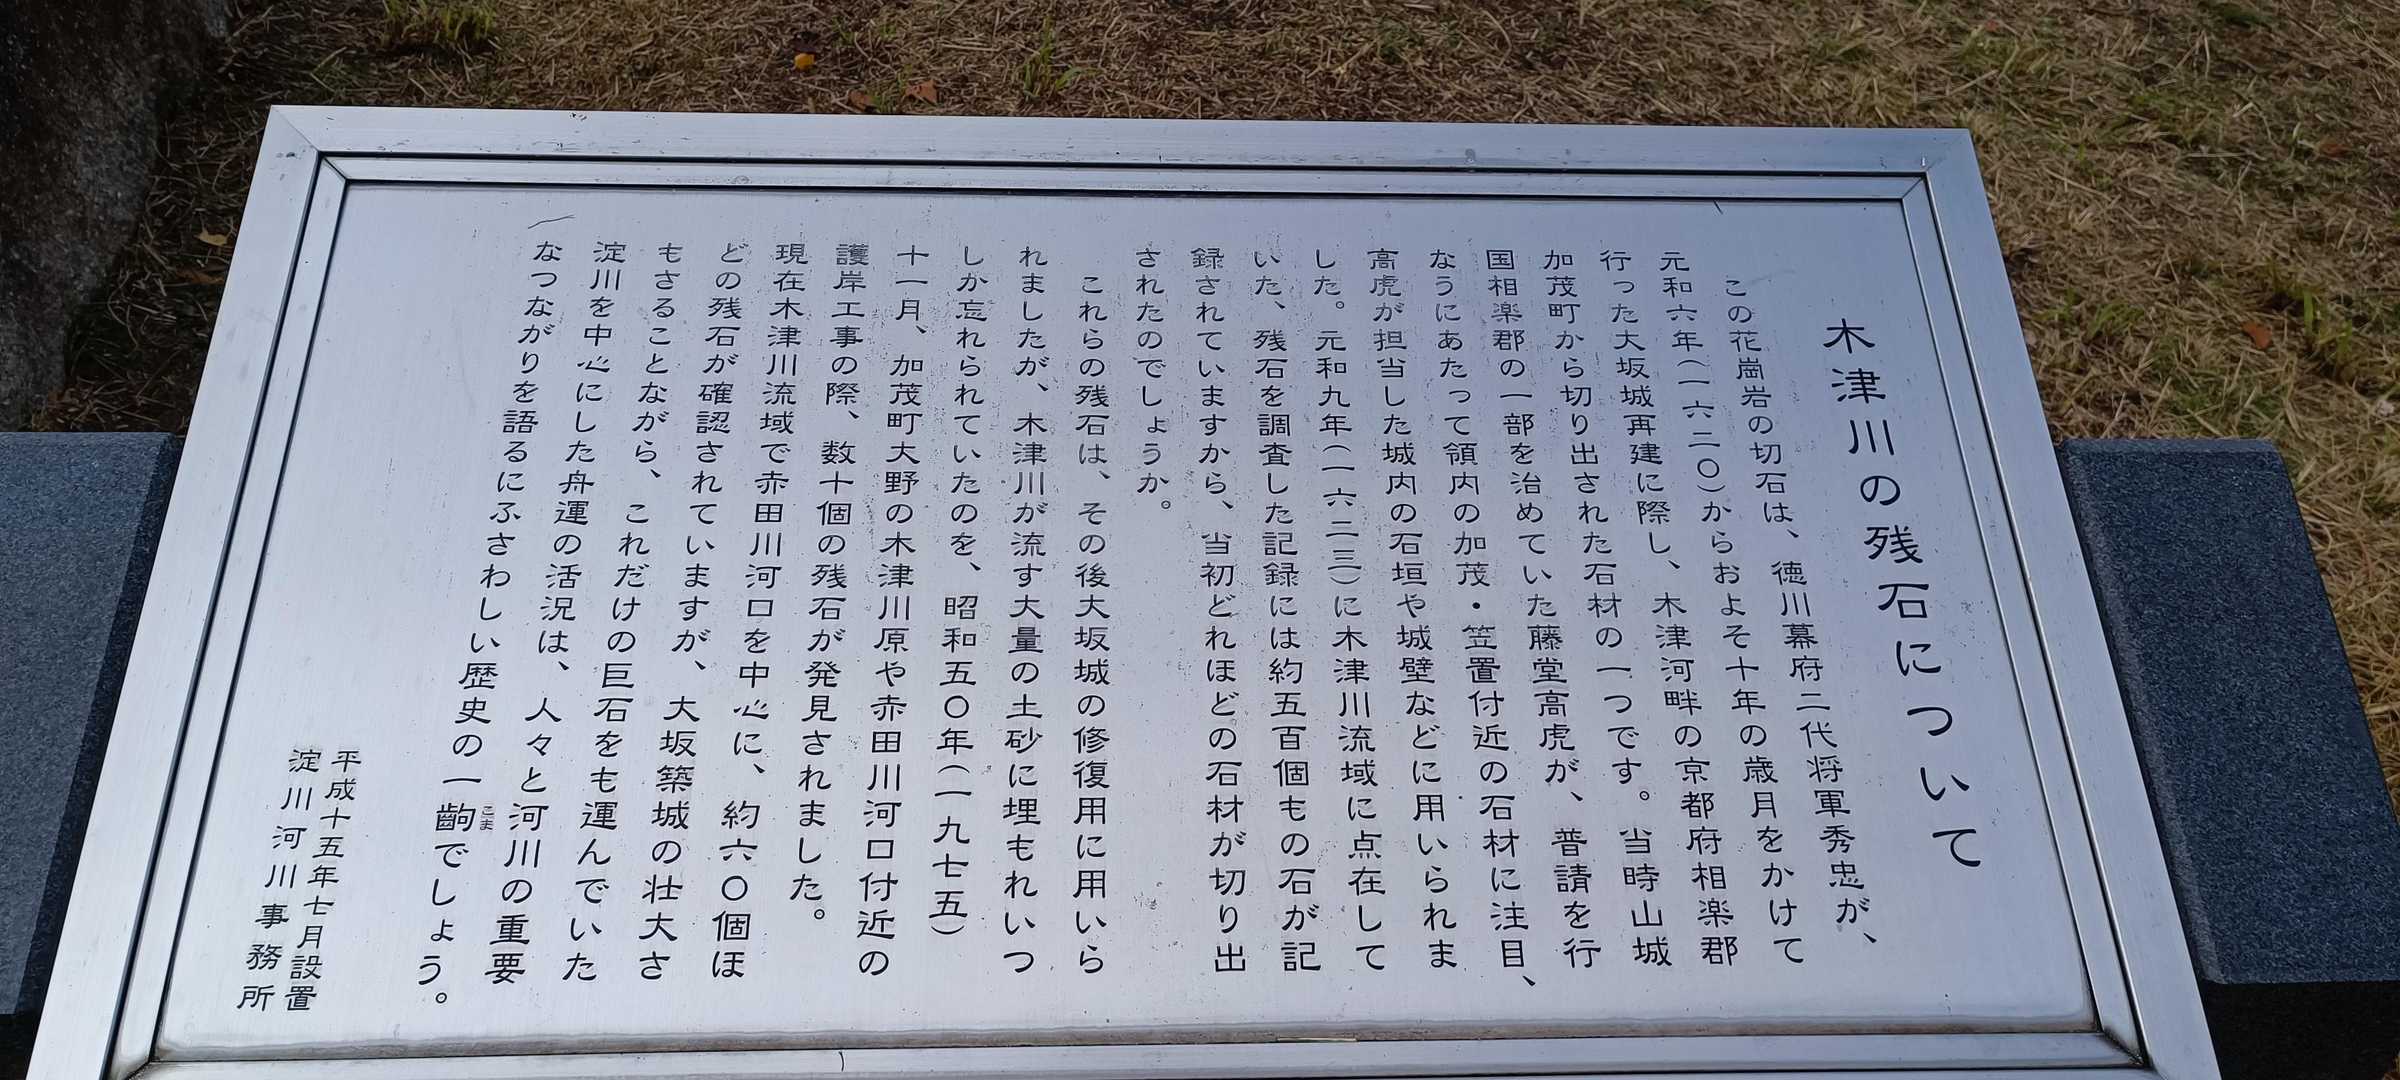 木津川の残石について
この花崗岩の切石は、徳川幕府二代将軍秀忠が、
元和六年(一六二〇)からおよそ十年の歳月をかけて
行った大坂城再建に際し、木津河畔の京都府相楽郡
加茂町から切り出された石材の一つです。当時山城
国相楽郡の一部を治めていた藤堂高虎が、普請を行
なうにあたって領内の加茂・笠置付近の石材に注目、
高虎が担当した城内の石垣や城壁などに用いられま
した。元和九年(一六二三)に木津川流域に点在して
いた、残石を調査した記録には約五百個もの石が記
録されていますから、当初どれほどの石材が切り出
されたのでしょうか。
これらの残石は、その後大坂城の修復用に用いら
れましたが、木津川が流す大量の土砂に埋もれいつ
しか忘れられていたのを、昭和五〇年(一九七五)
十一月、加茂町大野の木津川原や赤田川河口付近の
護岸工事の際、数十個の残石が発見されました。
現在木津川流域で赤田川河口を中心に、約六〇個ほ
どの残石が確認されていますが、大坂築城の壮大さ
もさることながら、これだけの巨石をも運んでいた
淀川を中心にした舟運の活況は、人々と河川の重要
なつながりを語るにふさわしい歴史の一齣でしょう。
こま
平成十五年七月設置
淀川河川事務所